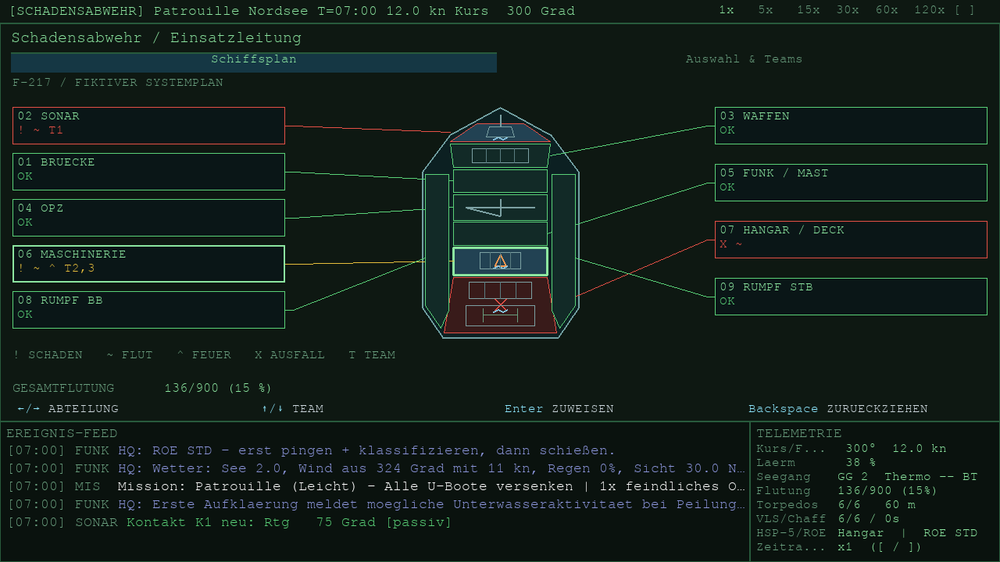 [SCHADENSABWEHR] Patrouille Nordsee T=07:00 12.0 kn Kurs  300 Grad
1x 5x 15x 30x 60x 120x [ ]
Schadensabwehr / Einsatzleitung
Schiffsplan
Auswahl & Teams
F-217 / FIKTIVER SYSTEMPLAN
02 SONAR
! ~ T1
01 BRUECKE
OK
04 OPZ
OK
06 MASCHINERIE
! ~ ^ T2,3
08 RUMPF BB
OK
03 WAFFEN
OK
05 FUNK / MAST
OK
07 HANGAR / DECK
X ~
09 RUMPF STB
OK
! SCHADEN ~ FLUT ^ FEUER X AUSFALL T TEAM
GESAMTFLUTUNG 136/900 (15 %)
←/→ ABTEILUNG ↑/↓ TEAM Enter ZUWEISEN Backspace ZURUECKZIEHEN
EREIGNIS-FEED
[07:00] FUNK HQ: ROE STD - erst pingen + klassifizieren, dann schießen.
[07:00] FUNK HQ: Wetter: See 2.0, Wind aus 324 Grad mit 11 kn, Regen 0%, Sicht 30.0 N…
[07:00] MIS Mission: Patrouille (Leicht) - Alle U-Boote versenken | 1x feindliches O…
[07:00] FUNK HQ: Erste Aufklaerung meldet moegliche Unterwasseraktivitaet bei Peilung…
[07:00] SONAR Kontakt K1 neu: Rtg 75 Grad [passiv]
TELEMETRIE
Kurs/F... 300° 12.0 kn
Laerm 38 %
Seegang GG 2 Thermo -- BT
Flutung 136/900 (15%)
Torpedos 6/6 60 m
VLS/Chaff 6/6 / 0s
HSP-5/ROE Hangar | ROE STD
Zeitra... x1 ([ / ])